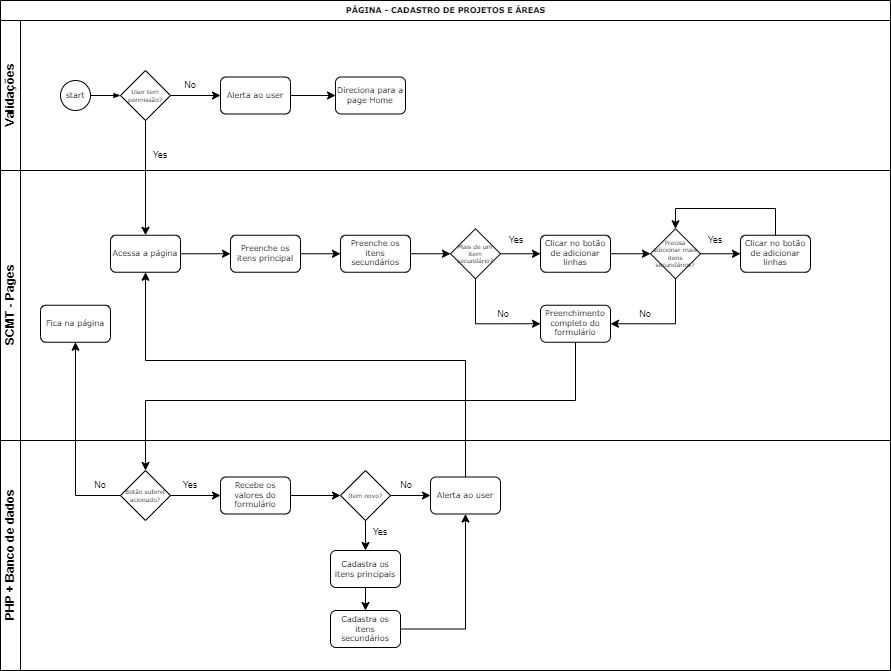 PÁGINA - CADASTRO DE PROJETOS E ÁREAS
Validações
start
User tem
permissão?
No
Alerta ao user
Direciona para a
page Home
Yes
SCMT - Pages
Acessa a página
Preenche os
itens principal
Preenche os
itens
secundários
Mais de um
item
secundário?
Yes
Clicar no botão
de adicionar
linhas
Precisa
adicionar mais
itens
secundários?
Yes
Clicar no botão
de adicionar
linhas
Fica na página
No
Preenchimento
completo do
formulário
No
PHP + Banco de dados
No
Botão submit
acionado?
Yes
Recebe os
valores do
formulário
Item novo?
No
Alerta ao user
Yes
Cadastra os
itens principais
Cadastra os
itens
secundários